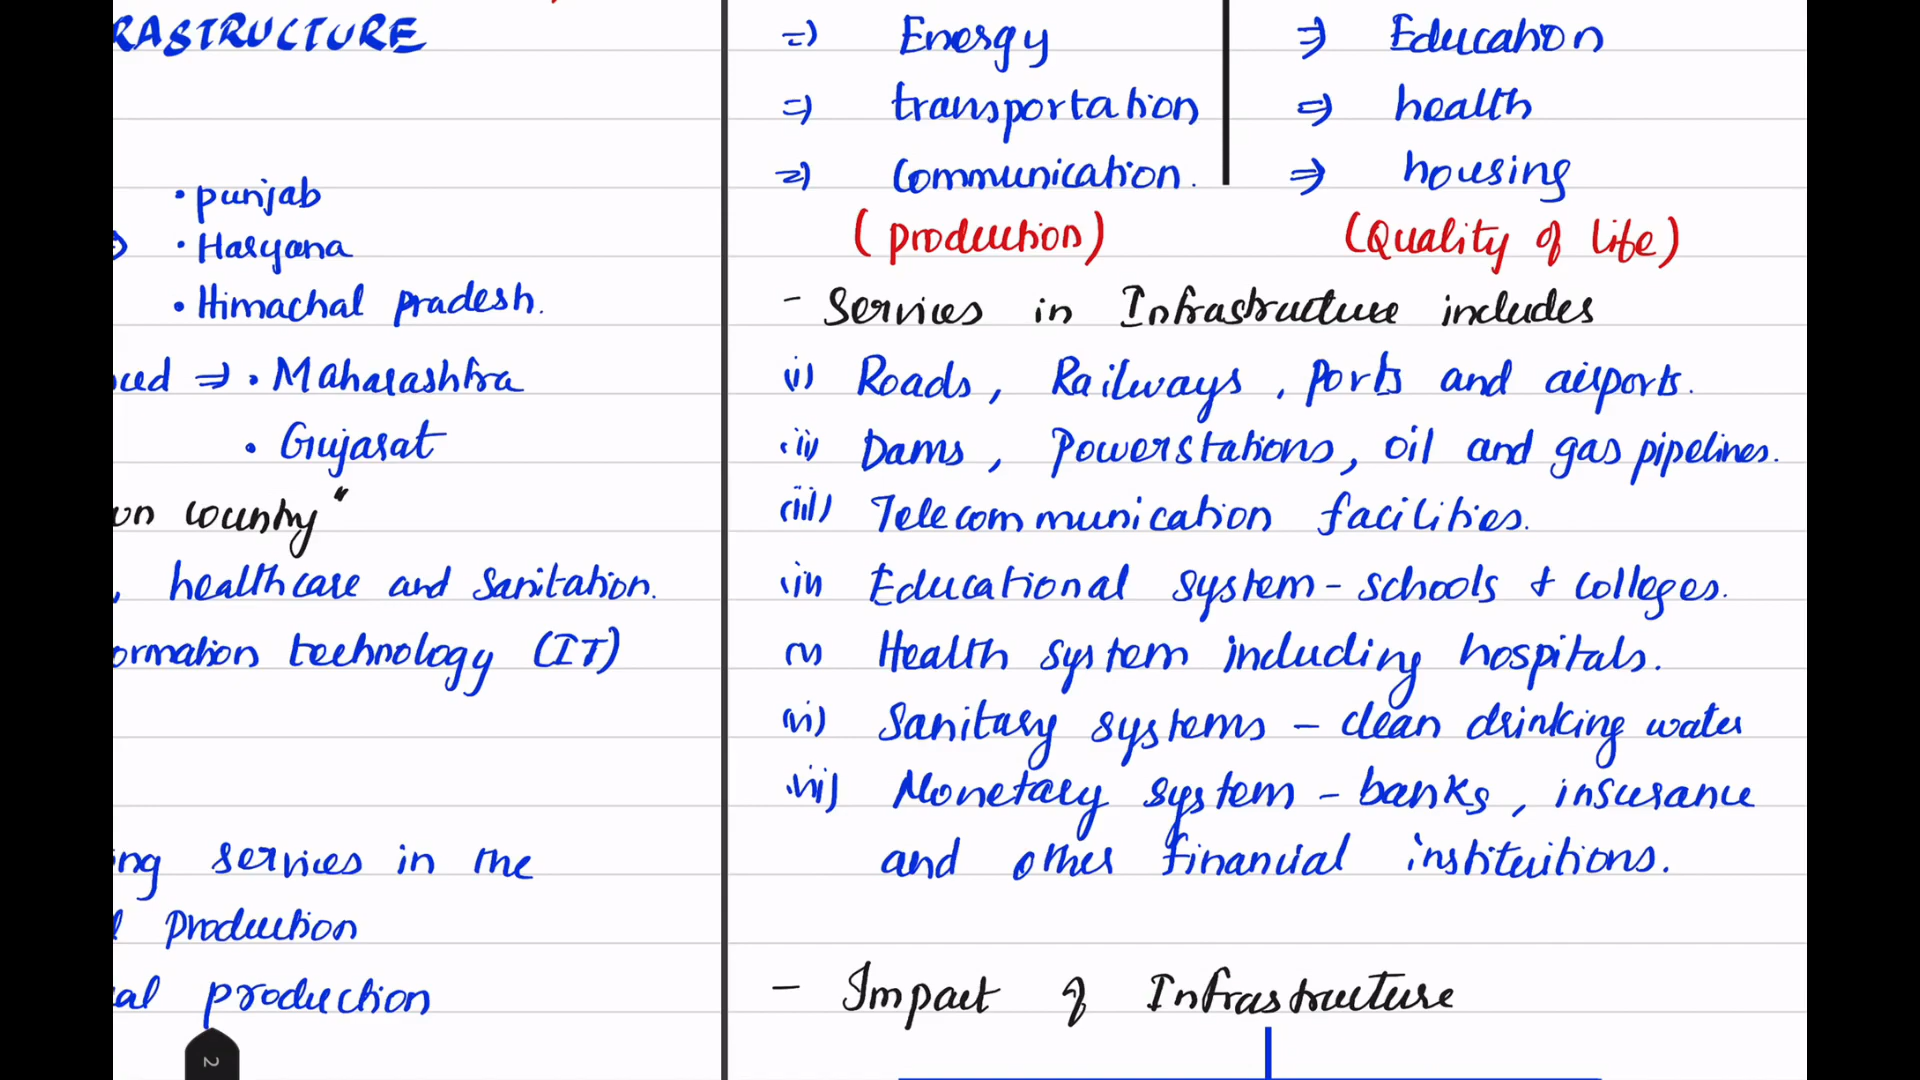 RASTRUCTURE
• punjab
• Haryana
• Himachal pradesh.
ced ⇒ • Maharashtra
• Gujarat
on country"
, healthcare and Sanitation.
ormation technology (IT)
ing services in the
l production
al production
2
⇒ Energy
⇒ transportation
⇒ Communication.
(production)
⇒ Education
⇒ health
⇒ housing
(Quality of life)
- Services in Infrastructure includes
(i) Roads, Railways, ports and airports.
(ii) Dams, powerstations, oil and gas pipelines.
(iii) Telecommunication facilities.
(iv) Educational system - schools & colleges.
(v) Health system including hospitals.
(vi) Sanitary systems - clean drinking water
(vii) Monetary system - banks, insurance
and other financial instituitions.
- Impact of Infrastructure